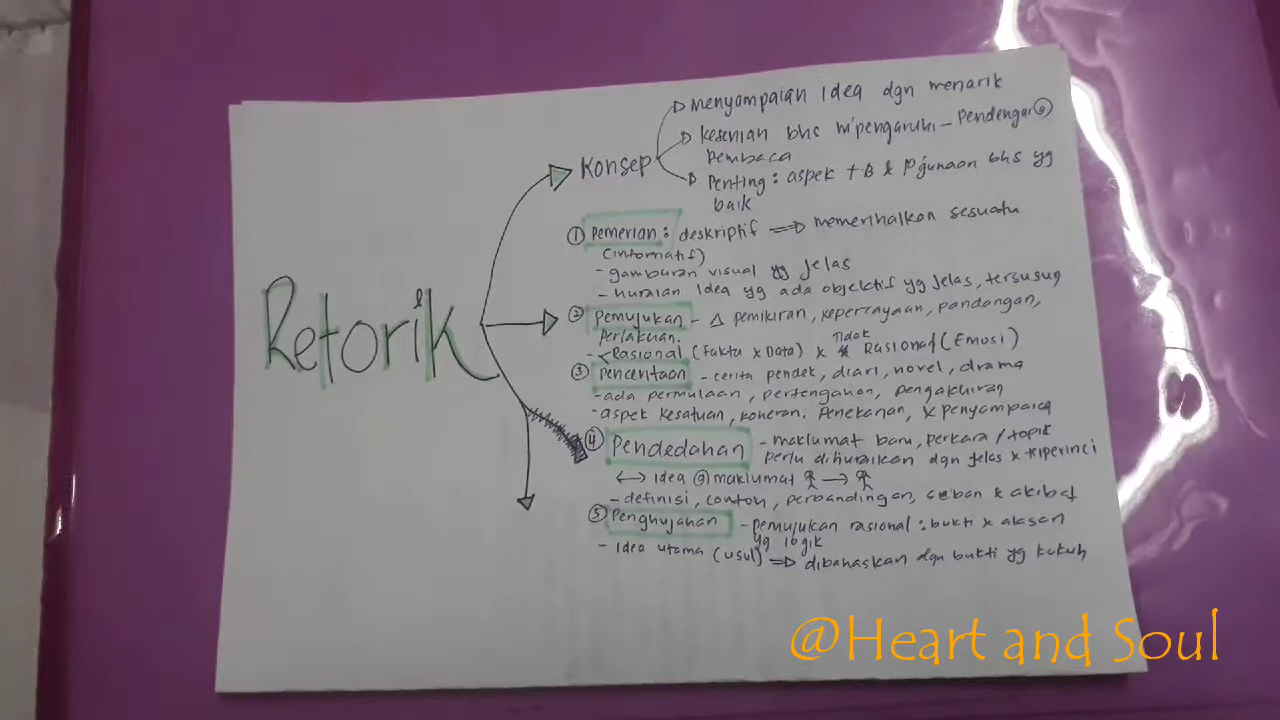 Retorik
Konsep
menyampaian idea dgn menarik
kesenian bhs m'pengaruhi - Pendengar @
pembaca
Penting : aspek tB & p'gunaan bhs yg
baik
① Pemerian : deskriptif => memerihalkan sesuatu
(informatif)
- gambaran visual yg jelas
- huraian idea yg ada objektif yg jelas, tersusun
② Pemujukan - Δ pemikiran, kepercayaan, pandangan,
perlakuan.
- Rasional (Fakta x Data) x tidak Rasional (Emosi)
③ Penceritaan - cerita pendek, diari, novel, drama
- ada permulaan, pertengahan, pengakhiran
- aspek kesatuan, koheran, Penekanan, x penyampaian
④ Pendedahan - maklumat baru, perkara / topik
perlu dihuraikan dgn jelas x terperinci
<-> idea @ maklumat → 
- definisi, contoh, perbandingan, sebab & akibat
⑤ Penghujahan - pemujukan rasional : bukti x alasan
yg logik
- Idea utama (usul) => dibahaskan dgn bukti yg kukuh
@Heart and Soul